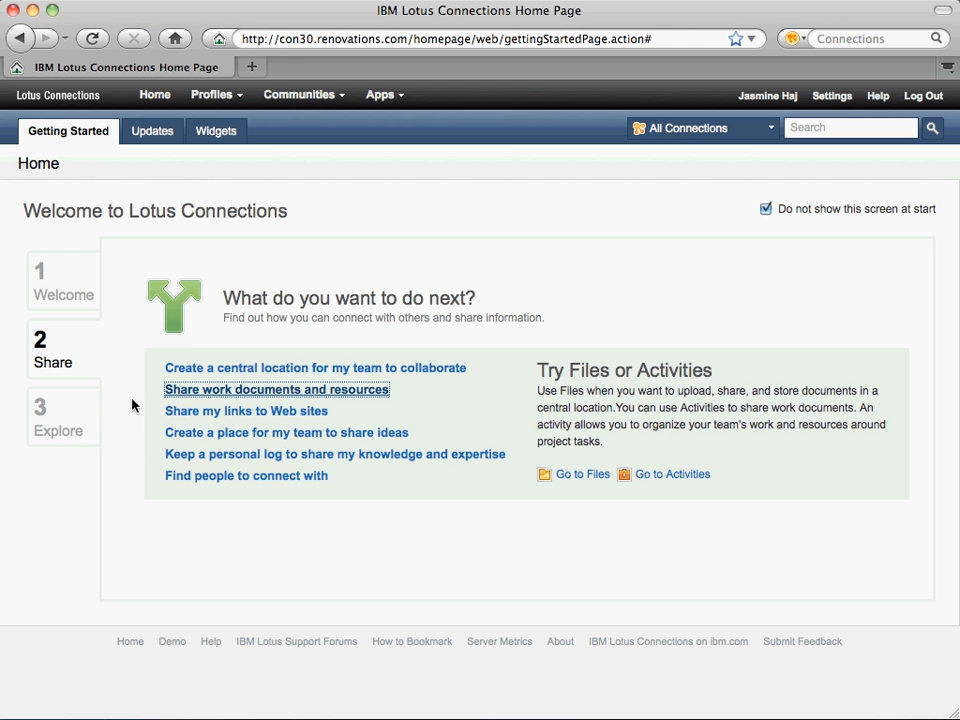 IBM Lotus Connections Home Page
http://con30.renovations.com/homepage/web/gettingStartedPage.action#
Connections
IBM Lotus Connections Home Page
Lotus Connections Home Profiles Communities Apps Jasmine Haj Settings Help Log Out
Getting Started Updates Widgets All Connections Search
Home
Welcome to Lotus Connections
Do not show this screen at start
1
Welcome
2
Share
3
Explore
What do you want to do next?
Find out how you can connect with others and share information.
Create a central location for my team to collaborate
Share work documents and resources
Share my links to Web sites
Create a place for my team to share ideas
Keep a personal log to share my knowledge and expertise
Find people to connect with
Try Files or Activities
Use Files when you want to upload, share, and store documents in a
central location.You can use Activities to share work documents. An
activity allows you to organize your team's work and resources around
project tasks.
Go to Files Go to Activities
Home Demo Help IBM Lotus Support Forums How to Bookmark Server Metrics About IBM Lotus Connections on ibm.com Submit Feedback